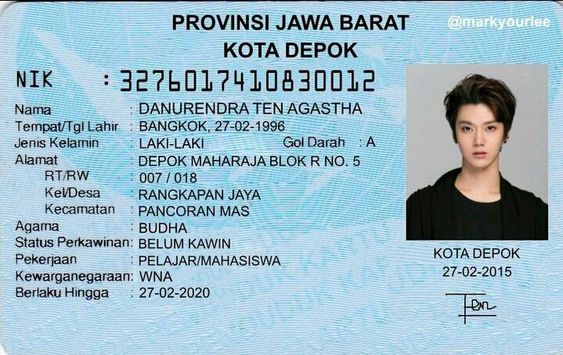 PROVINSI JAWA BARAT
@markyourlee
KOTA DEPOK
NIK : 3276017410830012
Nama : DANURENDRA TEN AGASTHA
Tempat/Tgl Lahir : BANGKOK, 27-02-1996
Jenis Kelamin : LAKI-LAKI Gol Darah : A
Alamat : DEPOK MAHARAJA BLOK R NO. 5
RT/RW : 007 / 018
Kel/Desa : RANGKAPAN JAYA
Kecamatan : PANCORAN MAS
Agama : BUDHA
Status Perkawinan: BELUM KAWIN
Pekerjaan : PELAJAR/MAHASISWA
Kewarganegaraan: WNA
Berlaku Hingga : 27-02-2020
KOTA DEPOK
27-02-2015
Ten